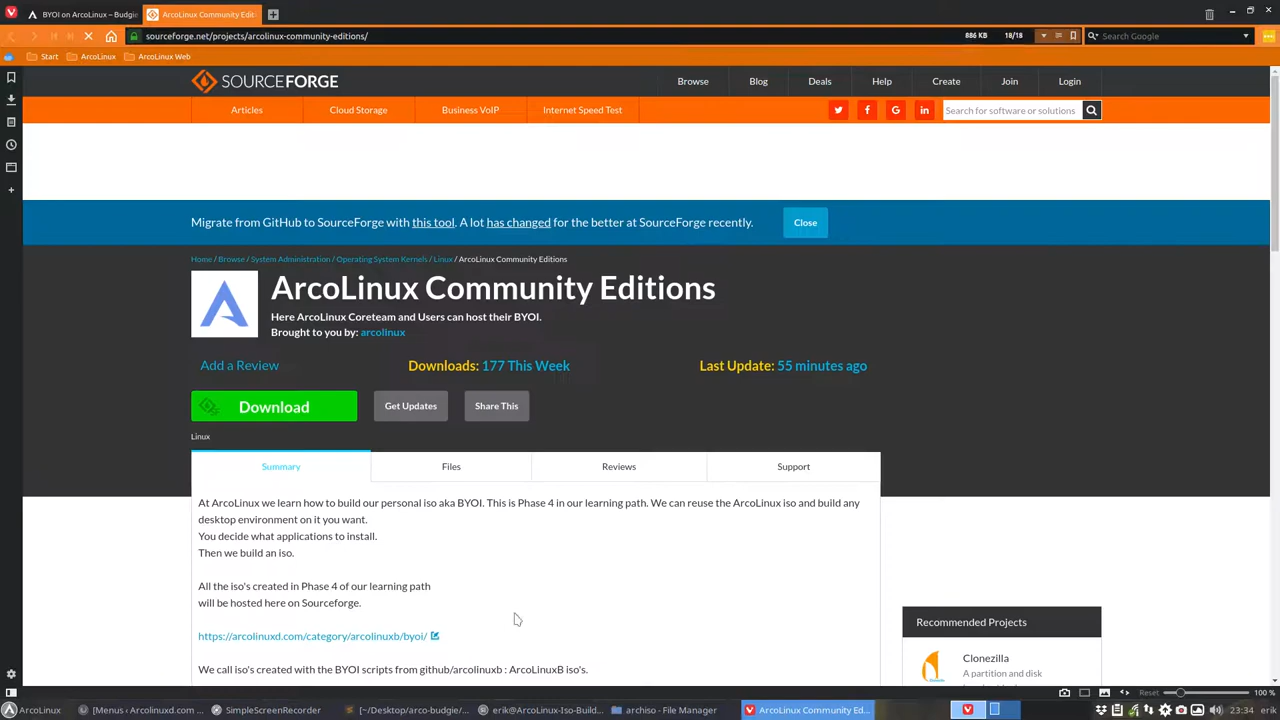 BYOI on ArcoLinux – Budgie
ArcoLinux Community Edit
sourceforge.net/projects/arcolinux-community-editions/
886 KB
18/18
Search Google
Start
ArcoLinux
ArcoLinux Web
SOURCEFORGE
Browse
Blog
Deals
Help
Create
Join
Login
Articles
Cloud Storage
Business VoIP
Internet Speed Test
Search for software or solutions
Migrate from GitHub to SourceForge with this tool. A lot has changed for the better at SourceForge recently.
Close
Home / Browse / System Administration / Operating System Kernels / Linux / ArcoLinux Community Editions
ArcoLinux Community Editions
Here ArcoLinux Coreteam and Users can host their BYOI.
Brought to you by: arcolinux
Add a Review
Downloads: 177 This Week
Last Update: 55 minutes ago
Download
Get Updates
Share This
Linux
Summary
Files
Reviews
Support
At ArcoLinux we learn how to build our personal iso aka BYOI. This is Phase 4 in our learning path. We can reuse the ArcoLinux iso and build any
desktop environment on it you want.
You decide what applications to install.
Then we build an iso.
All the iso's created in Phase 4 of our learning path
will be hosted here on Sourceforge.
https://arcolinuxd.com/category/arcolinuxb/byoi/
We call iso's created with the BYOI scripts from github/arcolinuxb : ArcoLinuxB iso's.
Recommended Projects
Clonezilla
A partition and disk
Reset
100 %
ArcoLinux
[Menus ‹ Arcolinuxd.com ...
SimpleScreenRecorder
[~/Desktop/arco-budgie/...
erik@ArcoLinux-Iso-Build...
archiso - File Manager
ArcoLinux Community Ed...
23:34
erik